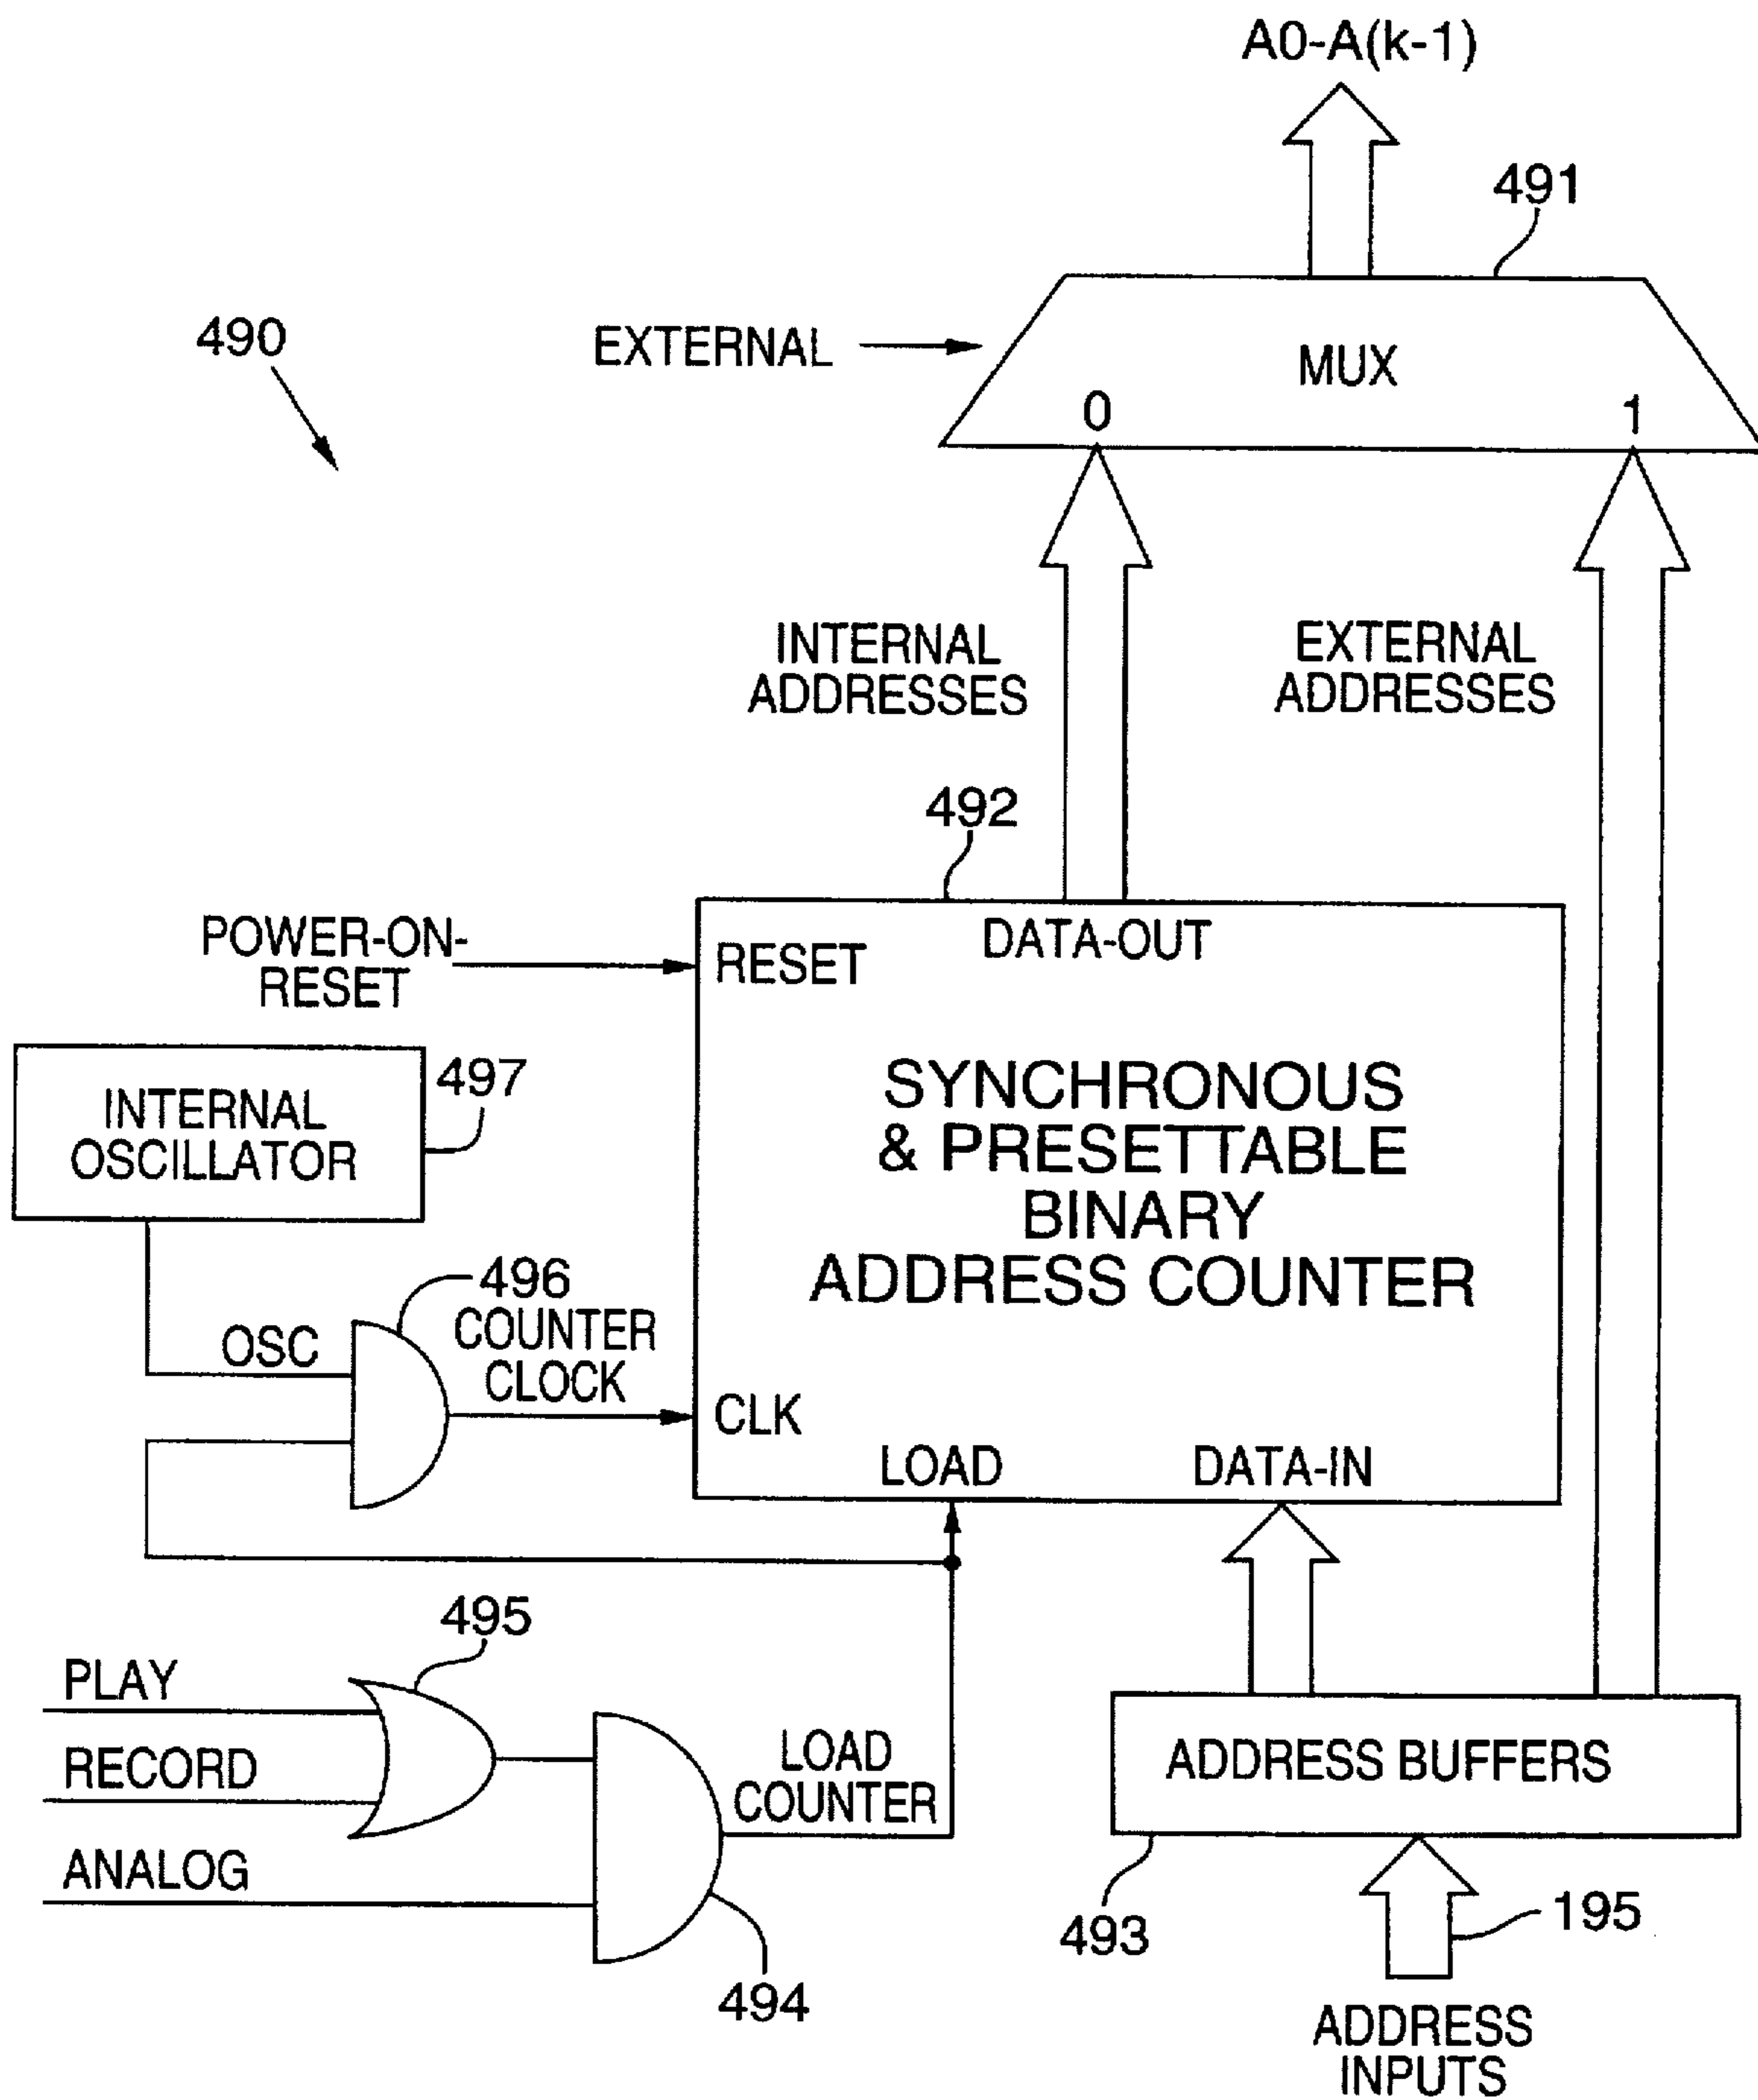 A0-A(k-1)
491
490
EXTERNAL
MUX
0
1
INTERNAL
ADDRESSES
EXTERNAL
ADDRESSES
492
POWER-ON-
RESET
RESET
DATA-OUT
INTERNAL
OSCILLATOR
497
SYNCHRONOUS
& PRESETTABLE
BINARY
ADDRESS COUNTER
496
OSC
COUNTER
CLOCK
CLK
LOAD
DATA-IN
495
PLAY
RECORD
ANALOG
LOAD
COUNTER
494
ADDRESS BUFFERS
493
195
ADDRESS
INPUTS